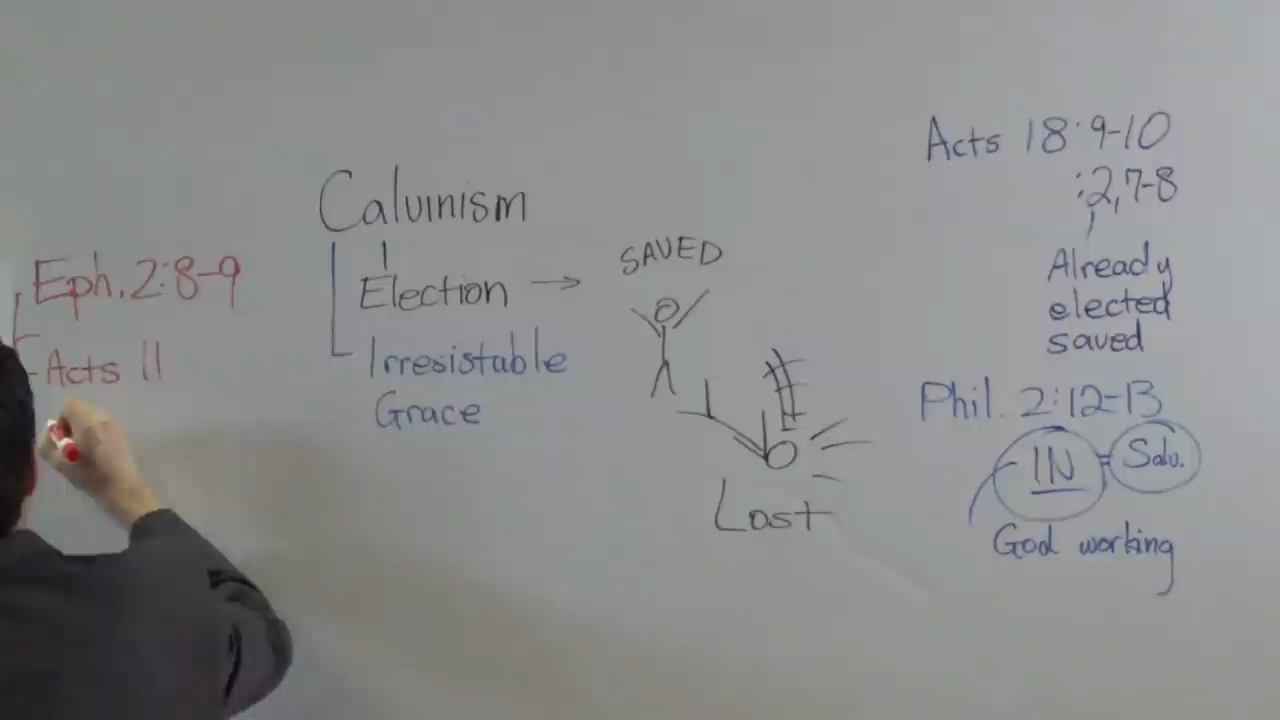 Eph. 2:8-9
Acts 11
Calvinism
Election →
Irresistable
Grace
SAVED
Lost
Acts 18:9-10
:2,7-8
Already
elected
saved
Phil. 2:12-13
IN = Salv.
God working